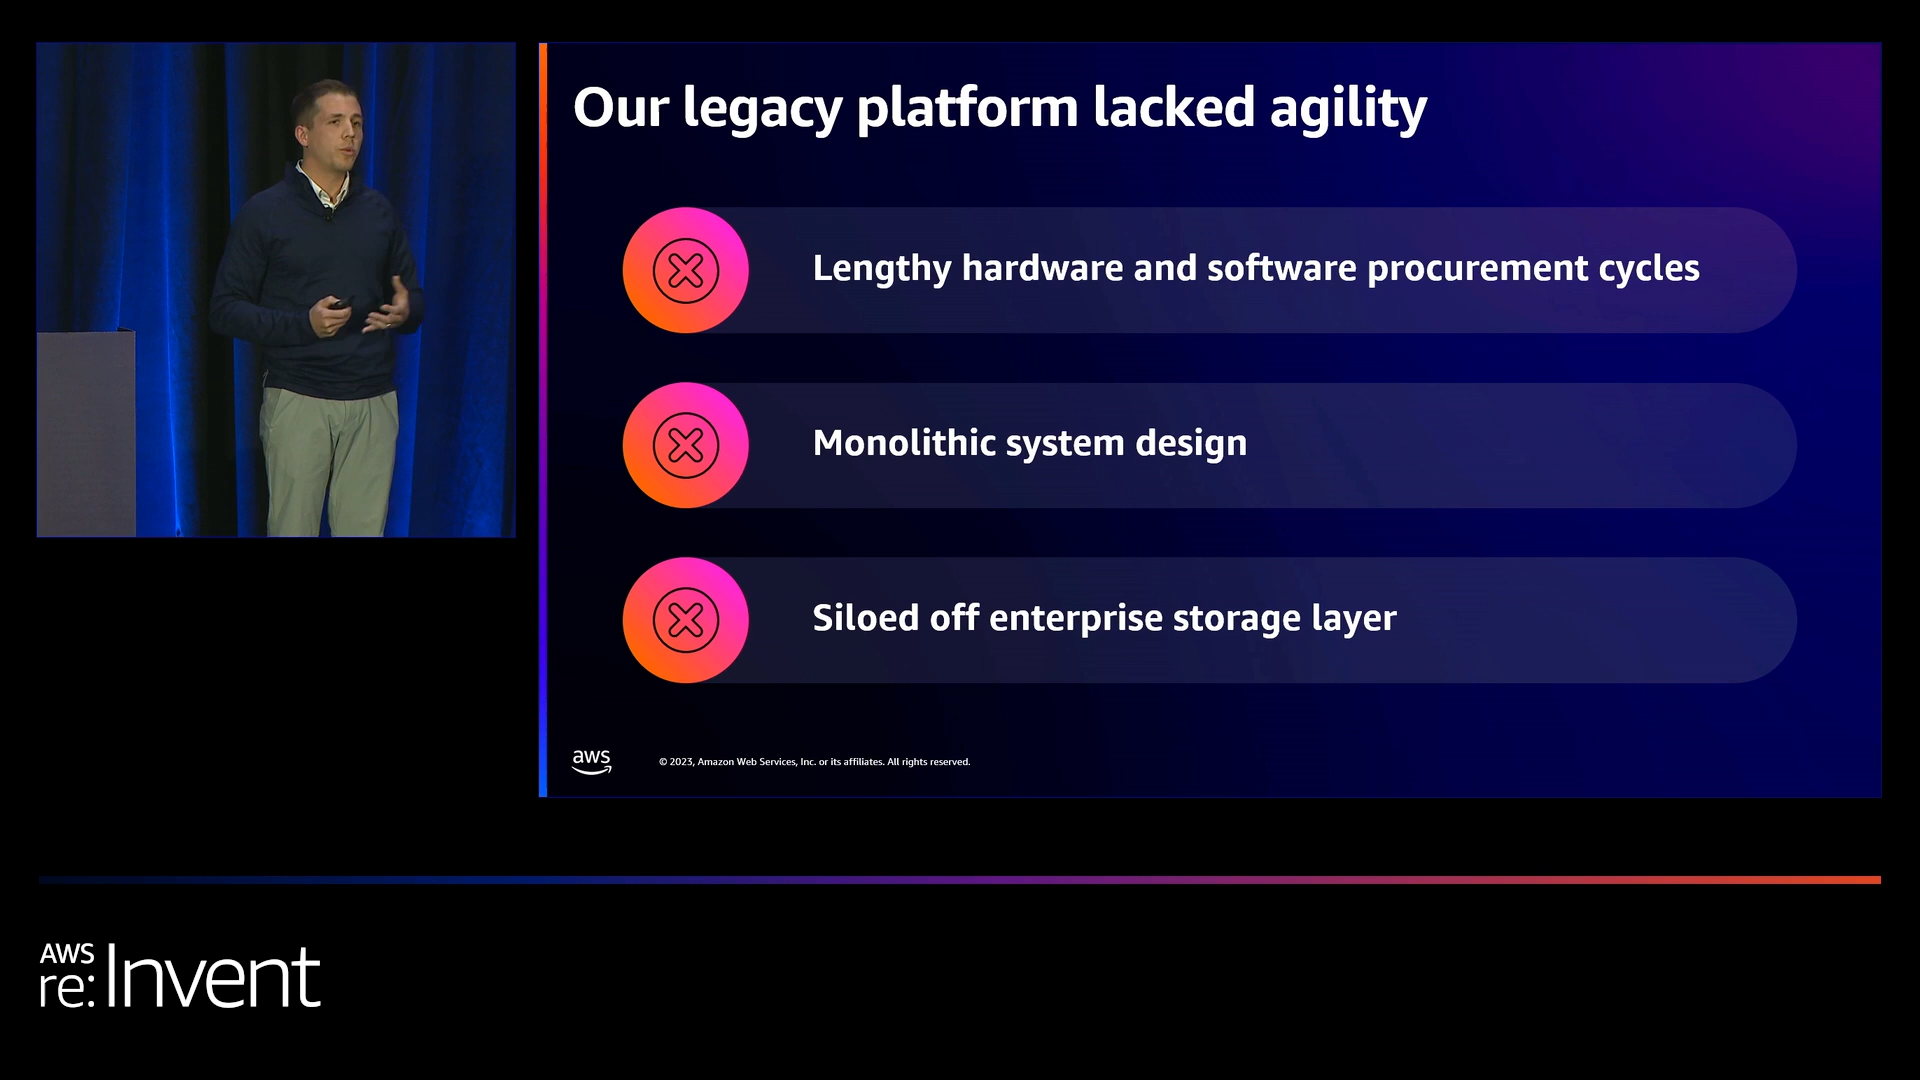 Our legacy platform lacked agility
Lengthy hardware and software procurement cycles
Monolithic system design
Siloed off enterprise storage layer
aws
© 2023, Amazon Web Services, Inc. or its affiliates. All rights reserved.
AWS
re:Invent